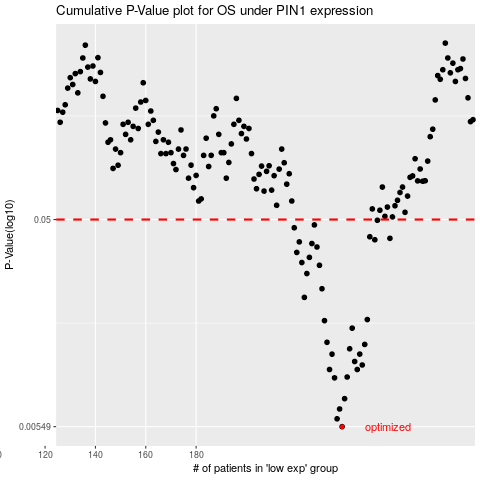 Cumulative P-Value plot for OS under PIN1 expression
P-Value(log10)
0.05
0.00549
optimized
0 120 140 160 180
# of patients in 'low exp' group